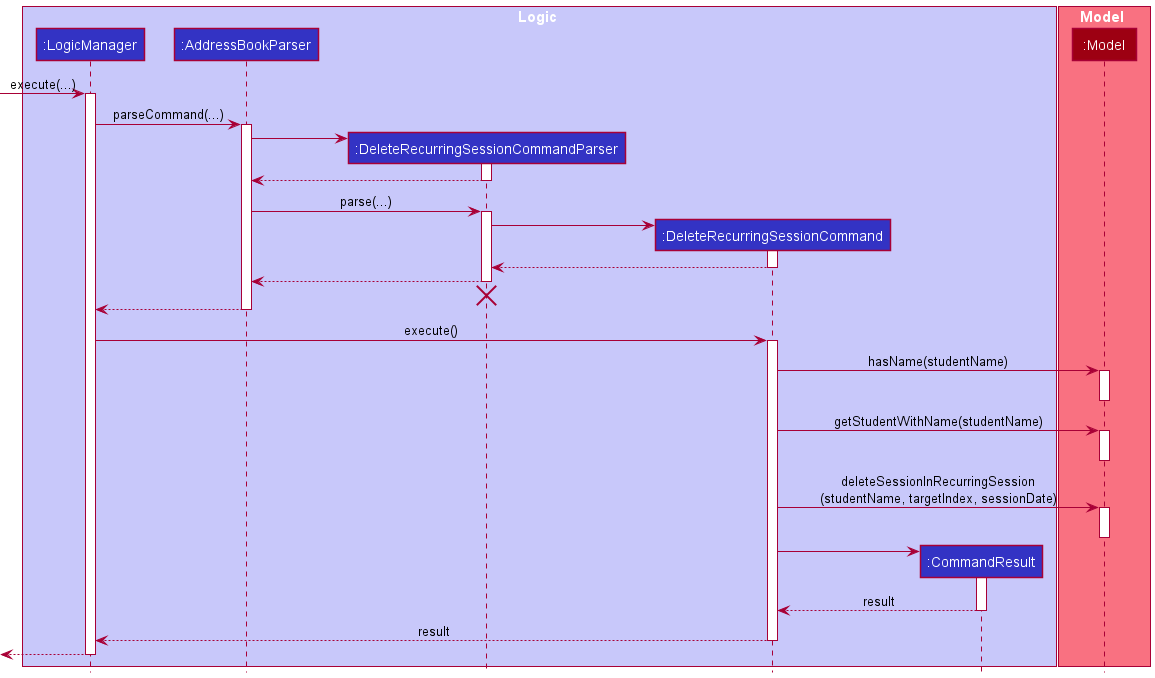 Logic
Model
:LogicManager
:AddressBookParser
:Model
execute(...)
parseCommand(...)
:DeleteRecurringSessionCommandParser
parse(...)
:DeleteRecurringSessionCommand
execute()
hasName(studentName)
getStudentWithName(studentName)
deleteSessionInRecurringSession
(studentName, targetIndex, sessionDate)
:CommandResult
result
result